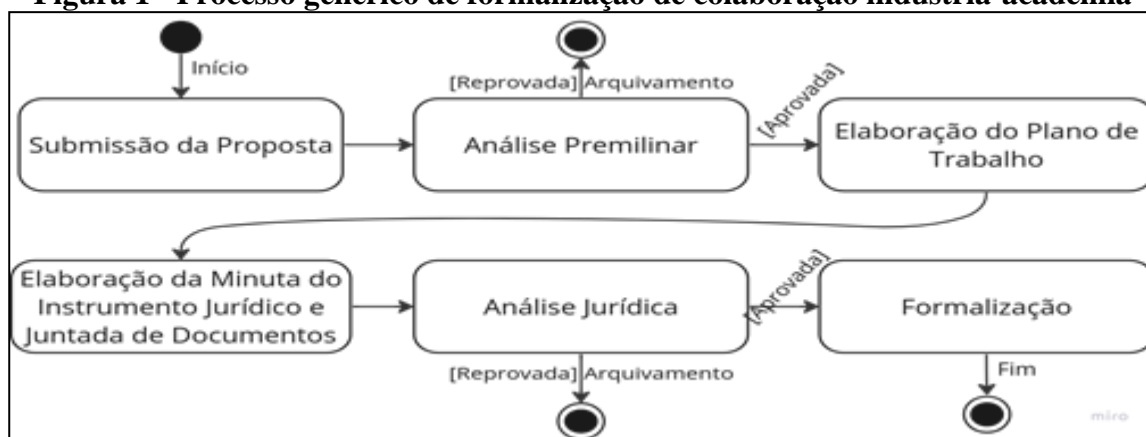 Figura 1 - Processo genérico de formalização de colaboração indústria-academia
Início
[Reprovada] Arquivamento
[Aprovada]
Submissão da Proposta
Análise Premilinar
Elaboração do Plano de
Trabalho
Elaboração da Minuta do
Instrumento Jurídico e
Juntada de Documentos
Análise Jurídica
[Aprovada]
Formalização
[Reprovada] Arquivamento
Fim
miro